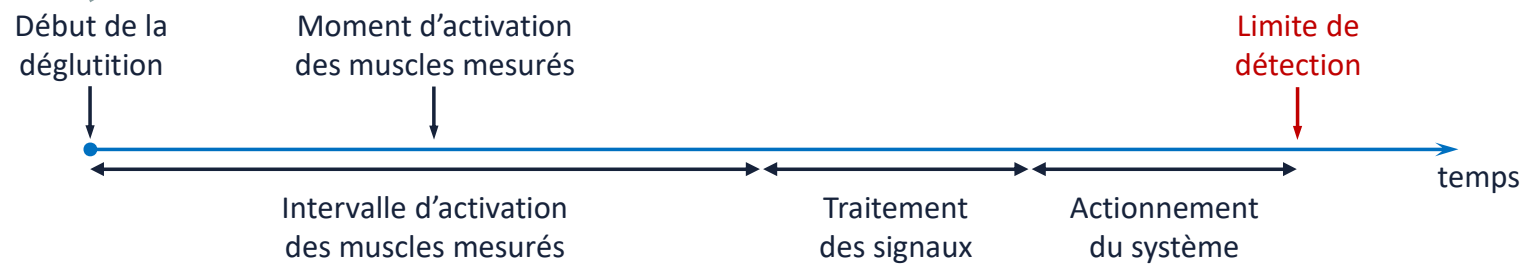 Début de la
déglutition
Moment d’activation
des muscles mesurés
Limite de
détection
temps
Intervalle d’activation
des muscles mesurés
Traitement
des signaux
Actionnement
du système